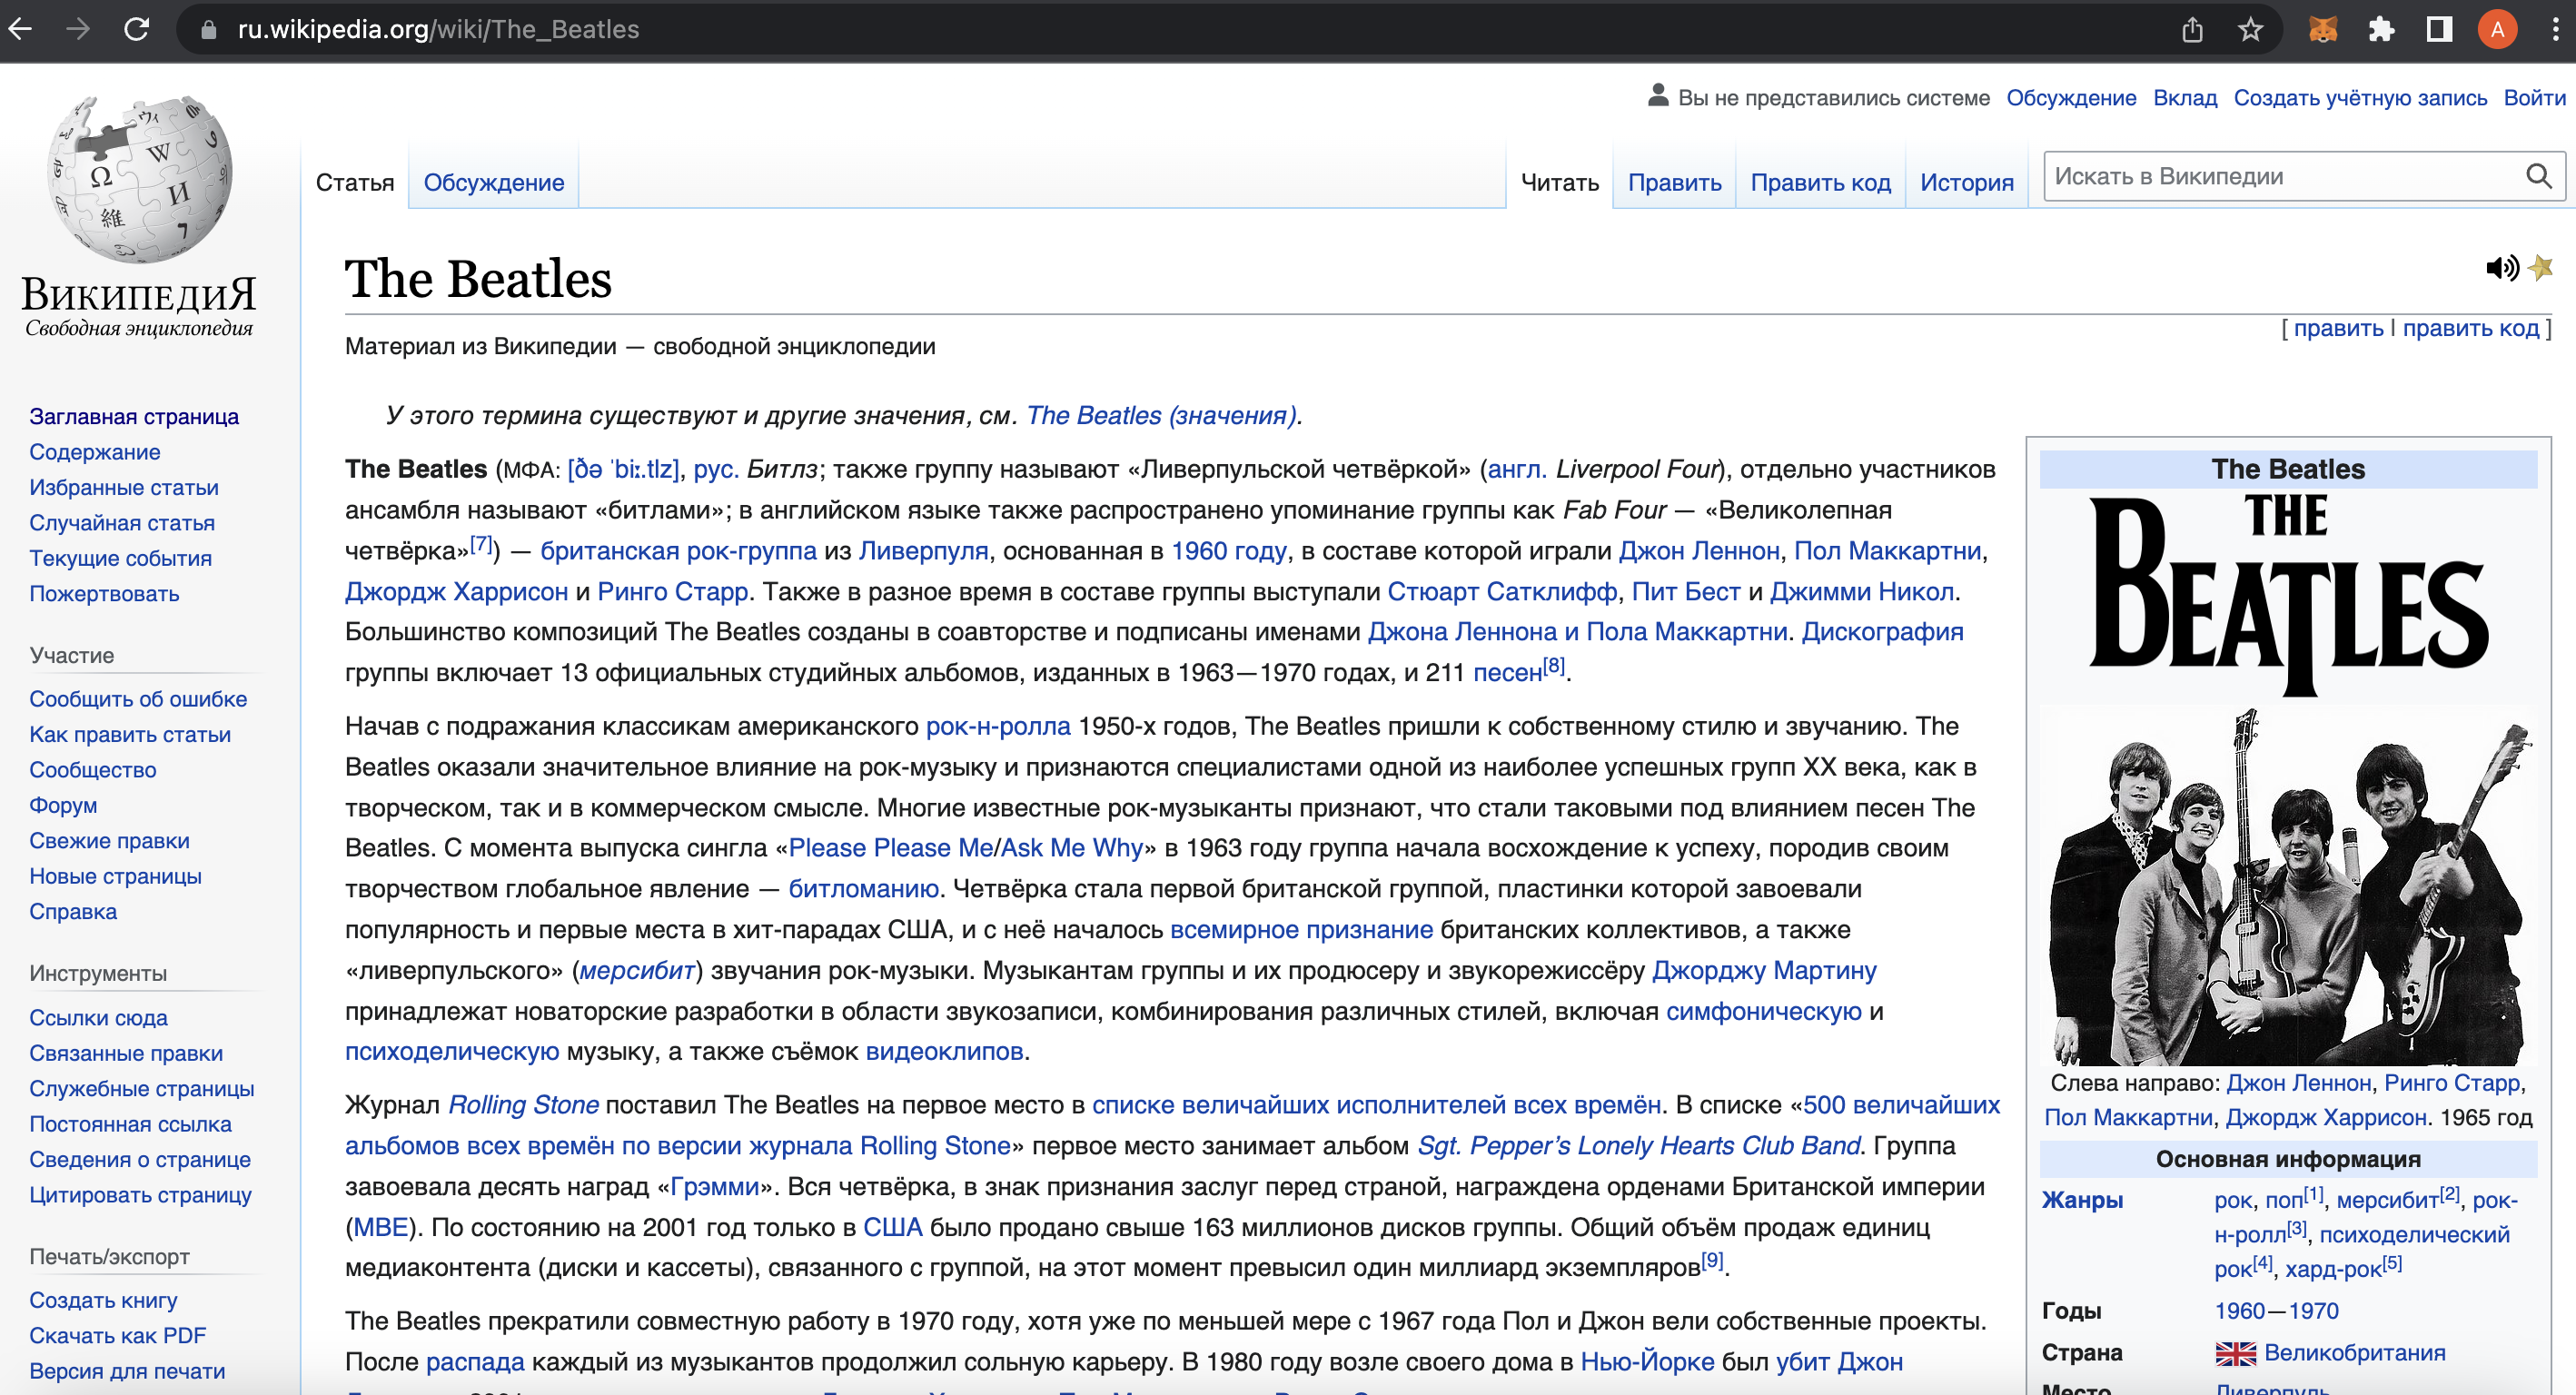 ru.wikipedia.org/wiki/The_Beatles
A
Вы не представились системе Обсуждение Вклад Создать учётную запись Войти
Статья Обсуждение
Читать Править Править код История
Искать в Википедии
ВИКИПЕДИЯ
Свободная энциклопедия
Заглавная страница
Содержание
Избранные статьи
Случайная статья
Текущие события
Пожертвовать
Участие
Сообщить об ошибке
Как править статьи
Сообщество
Форум
Свежие правки
Новые страницы
Справка
Инструменты
Ссылки сюда
Связанные правки
Служебные страницы
Постоянная ссылка
Сведения о странице
Цитировать страницу
Печать/экспорт
Создать книгу
Скачать как PDF
Версия для печати
The Beatles
[ править | править код ]
Материал из Википедии — свободной энциклопедии
У этого термина существуют и другие значения, см. The Beatles (значения).
The Beatles (МФА: [ðə ˈbiː.tlz], рус. Битлз; также группу называют «Ливерпульской четвёркой» (англ. Liverpool Four), отдельно участников
ансамбля называют «битлами»; в английском языке также распространено упоминание группы как Fab Four — «Великолепная
четвёрка»[7]) — британская рок-группа из Ливерпуля, основанная в 1960 году, в составе которой играли Джон Леннон, Пол Маккартни,
Джордж Харрисон и Ринго Старр. Также в разное время в составе группы выступали Стюарт Сатклифф, Пит Бест и Джимми Никол.
Большинство композиций The Beatles созданы в соавторстве и подписаны именами Джона Леннона и Пола Маккартни. Дискография
группы включает 13 официальных студийных альбомов, изданных в 1963—1970 годах, и 211 песен[8].
Начав с подражания классикам американского рок-н-ролла 1950-х годов, The Beatles пришли к собственному стилю и звучанию. The
Beatles оказали значительное влияние на рок-музыку и признаются специалистами одной из наиболее успешных групп XX века, как в
творческом, так и в коммерческом смысле. Многие известные рок-музыканты признают, что стали таковыми под влиянием песен The
Beatles. С момента выпуска сингла «Please Please Me/Ask Me Why» в 1963 году группа начала восхождение к успеху, породив своим
творчеством глобальное явление — битломанию. Четвёрка стала первой британской группой, пластинки которой завоевали
популярность и первые места в хит-парадах США, и с неё началось всемирное признание британских коллективов, а также
«ливерпульского» (мерсибит) звучания рок-музыки. Музыкантам группы и их продюсеру и звукорежиссёру Джорджу Мартину
принадлежат новаторские разработки в области звукозаписи, комбинирования различных стилей, включая симфоническую и
психоделическую музыку, а также съёмок видеоклипов.
Журнал Rolling Stone поставил The Beatles на первое место в списке величайших исполнителей всех времён. В списке «500 величайших
альбомов всех времён по версии журнала Rolling Stone» первое место занимает альбом Sgt. Pepper’s Lonely Hearts Club Band. Группа
завоевала десять наград «Грэмми». Вся четвёрка, в знак признания заслуг перед страной, награждена орденами Британской империи
(MBE). По состоянию на 2001 год только в США было продано свыше 163 миллионов дисков группы. Общий объём продаж единиц
медиаконтента (диски и кассеты), связанного с группой, на этот момент превысил один миллиард экземпляров[9].
The Beatles прекратили совместную работу в 1970 году, хотя уже по меньшей мере с 1967 года Пол и Джон вели собственные проекты.
После распада каждый из музыкантов продолжил сольную карьеру. В 1980 году возле своего дома в Нью-Йорке был убит Джон
The Beatles
THE
BEATLES
Слева направо: Джон Леннон, Ринго Старр,
Пол Маккартни, Джордж Харрисон. 1965 год
Основная информация
Жанры рок, поп[1], мерсибит[2], рок-
н-ролл[3], психоделический
рок[4], хард-рок[5]
Годы 1960—1970
Страна Великобритания
Место Ливерпуль